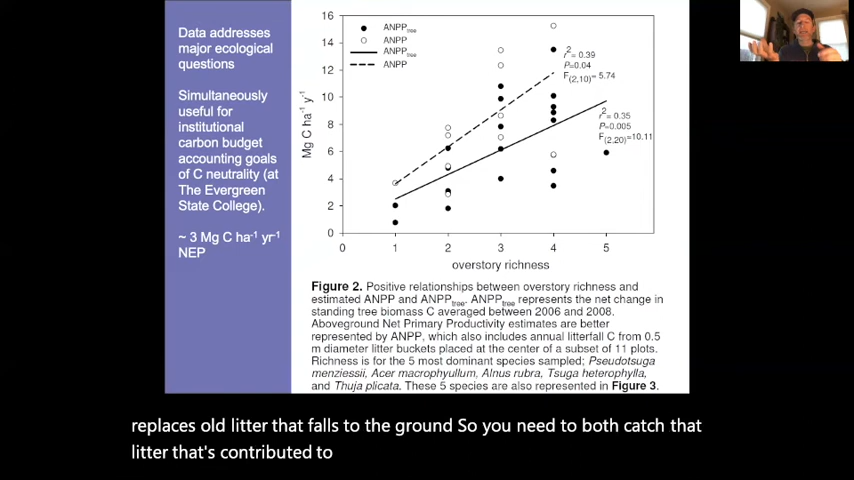 Data addresses
major ecological
questions
Simultaneously
useful for
institutional
carbon budget
accounting goals
of C neutrality (at
The Evergreen
State College).
~ 3 Mg C ha-1 yr-1
NEP
16
14
12
10
8
6
4
2
0
Mg C ha-1 y-1
ANPPtree
ANPP
ANPPtree
ANPP
r2 = 0.39
P=0.04
F(2,10)= 5.74
r2 = 0.35
P=0.005
F(2,20)=10.11
0 1 2 3 4 5
overstory richness
Figure 2. Positive relationships between overstory richness and
estimated ANPP and ANPPtree. ANPPtree represents the net change in
standing tree biomass C averaged between 2006 and 2008.
Aboveground Net Primary Productivity estimates are better
represented by ANPP, which also includes annual litterfall C from 0.5
m diameter litter buckets placed at the center of a subset of 11 plots.
Richness is for the 5 most dominant species sampled; Pseudotsuga
menziessii, Acer macrophyullum, Alnus rubra, Tsuga heterophylla,
and Thuja plicata. These 5 species are also represented in Figure 3.
replaces old litter that falls to the ground So you need to both catch that
litter that's contributed to